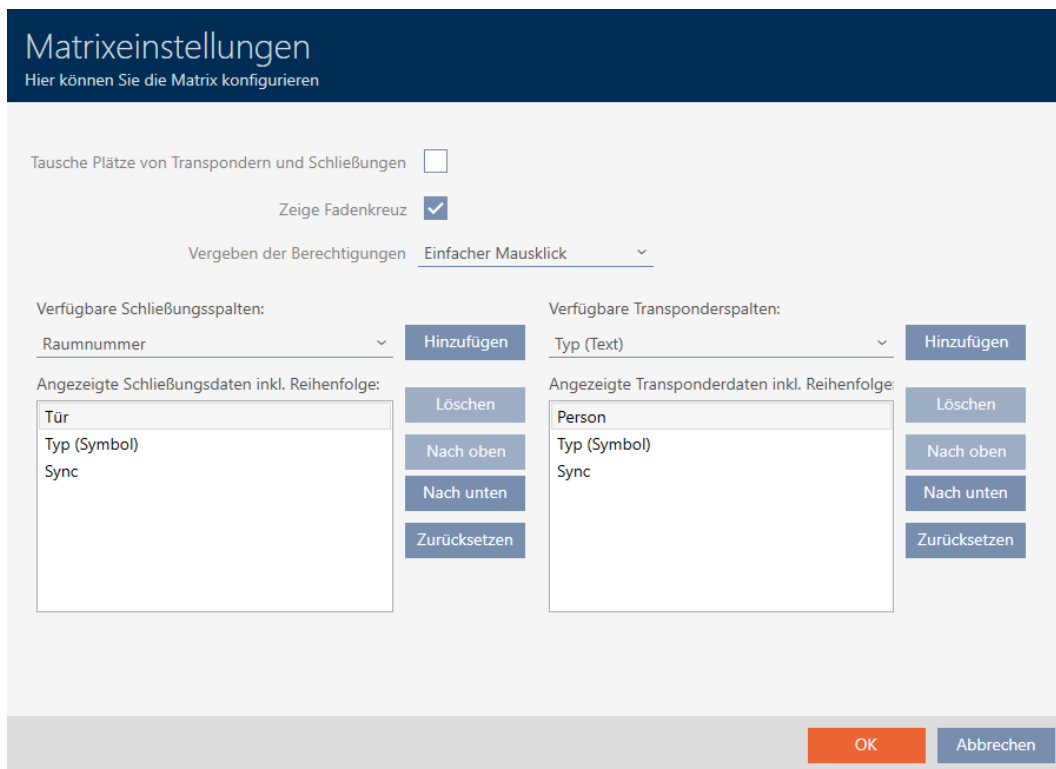 Matrixeinstellungen
Hier können Sie die Matrix konfigurieren
Tausche Plätze von Transpondern und Schließungen
Zeige Fadenkreuz
Vergeben der Berechtigungen Einfacher Mausklick
Verfügbare Schließungsspalten:
Raumnummer Hinzufügen
Angezeigte Schließungsdaten inkl. Reihenfolge:
Tür
Typ (Symbol)
Sync
Löschen
Nach oben
Nach unten
Zurücksetzen
Verfügbare Transponderspalten:
Typ (Text) Hinzufügen
Angezeigte Transponderdaten inkl. Reihenfolge:
Person
Typ (Symbol)
Sync
Löschen
Nach oben
Nach unten
Zurücksetzen
OK Abbrechen